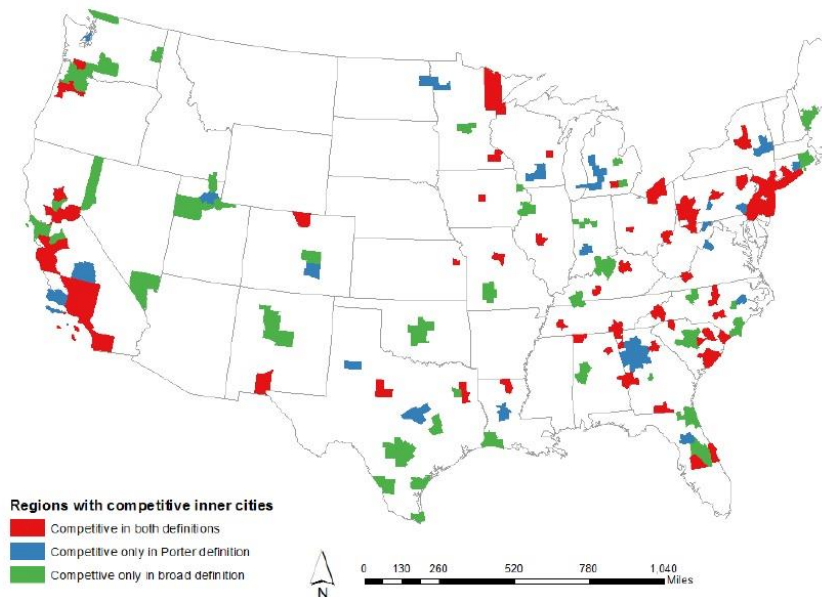 Regions with competitive inner cities
Competitive in both definitions
Competitive only in Porter definition
Compettive only in broad definition
N
0 130 260 520 780 1,040
Miles